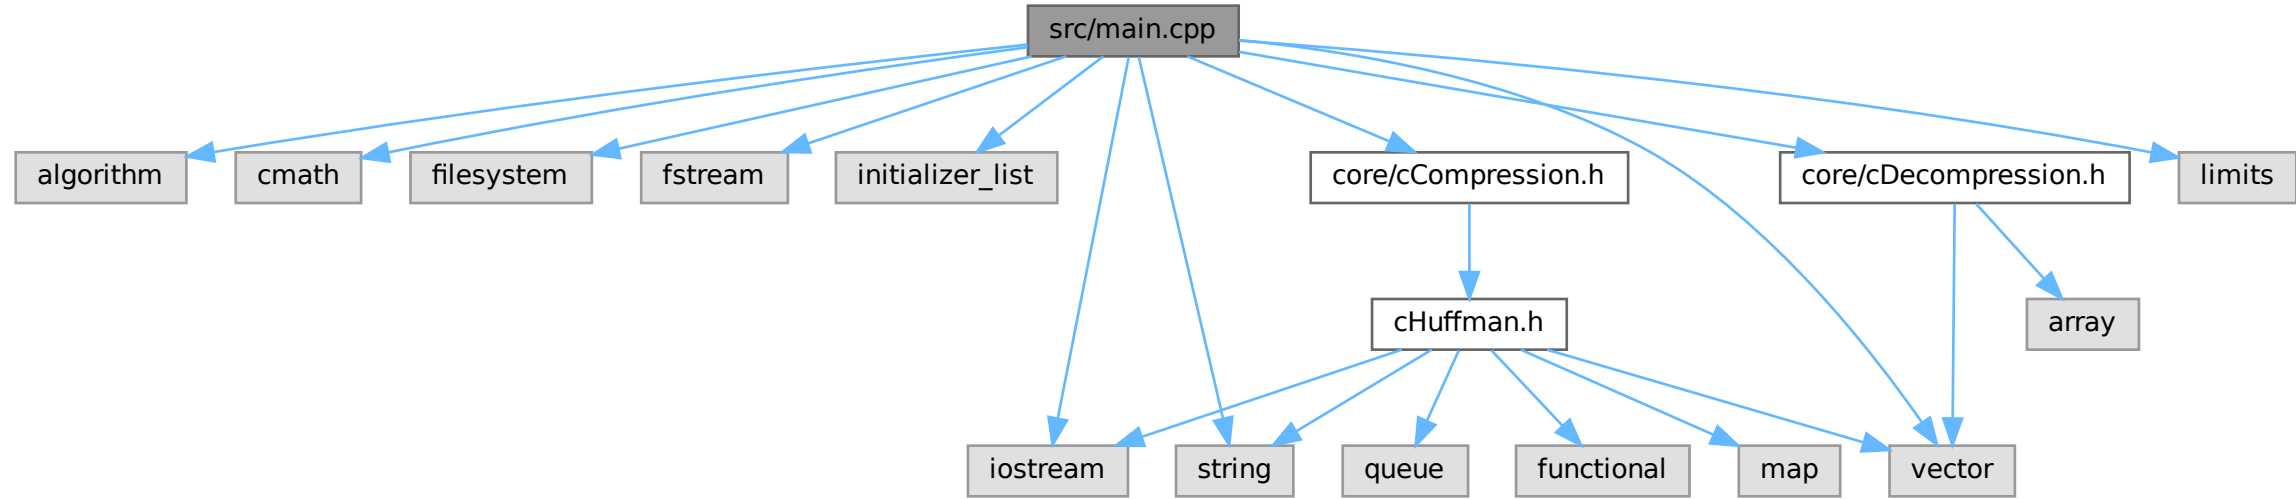 src/main.cpp
algorithm
cmath
filesystem
fstream
initializer_list
core/cCompression.h
core/cDecompression.h
limits
cHuffman.h
array
iostream
string
queue
functional
map
vector